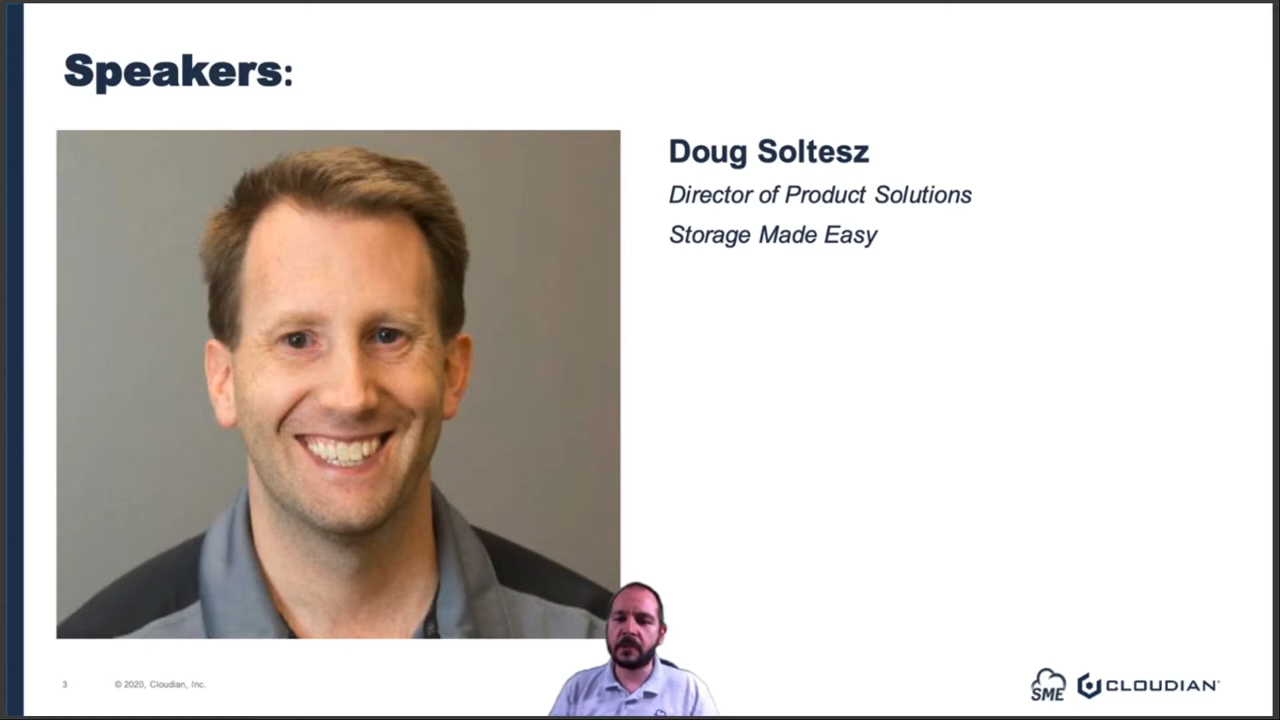 Speakers:
Doug Soltesz
Director of Product Solutions
Storage Made Easy
3
© 2020, Cloudian, Inc.
SME
CLOUDIAN®